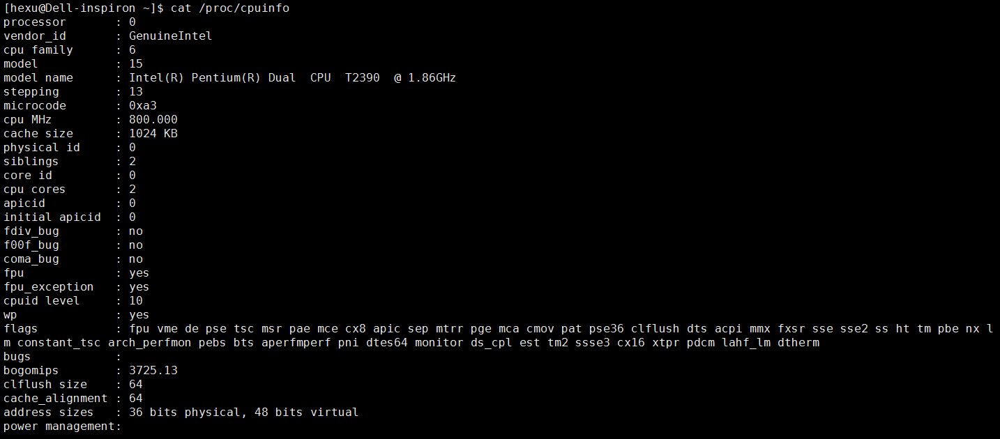 [hexu@Dell-inspiron ~]$ cat /proc/cpuinfo
processor       : 0
vendor_id       : GenuineIntel
cpu family      : 6
model           : 15
model name      : Intel(R) Pentium(R) Dual  CPU  T2390  @ 1.86GHz
stepping        : 13
microcode       : 0xa3
cpu MHz         : 800.000
cache size      : 1024 KB
physical id     : 0
siblings        : 2
core id         : 0
cpu cores       : 2
apicid          : 0
initial apicid  : 0
fdiv_bug        : no
f00f_bug        : no
coma_bug        : no
fpu             : yes
fpu_exception   : yes
cpuid level     : 10
wp              : yes
flags           : fpu vme de pse tsc msr pae mce cx8 apic sep mtrr pge mca cmov pat pse36 clflush dts acpi mmx fxsr sse sse2 ss ht tm pbe nx l
m constant_tsc arch_perfmon pebs bts aperfmperf pni dtes64 monitor ds_cpl est tm2 ssse3 cx16 xtpr pdcm lahf_lm dtherm
bugs            :
bogomips        : 3725.13
clflush size    : 64
cache_alignment : 64
address sizes   : 36 bits physical, 48 bits virtual
power management: